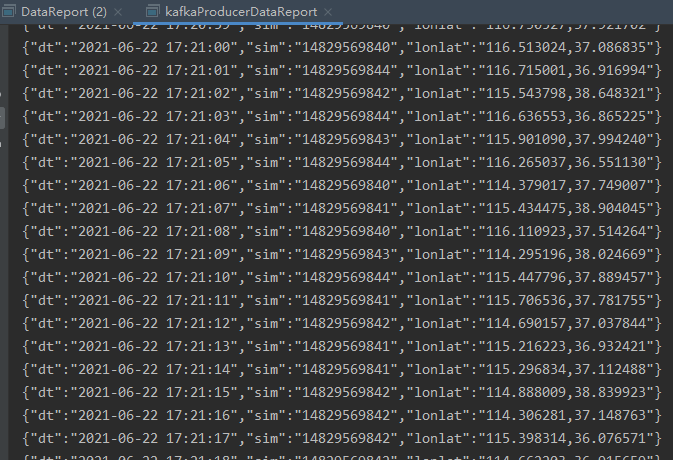 DataReport (2) × kafkaProducerDataReport ×
{"dt":"2021-06-22 17:21:00","sim":"14829569840","lonlat":"116.513024,37.086835"}
{"dt":"2021-06-22 17:21:01","sim":"14829569844","lonlat":"116.715001,36.916994"}
{"dt":"2021-06-22 17:21:02","sim":"14829569842","lonlat":"115.543798,38.648321"}
{"dt":"2021-06-22 17:21:03","sim":"14829569844","lonlat":"116.636553,36.865225"}
{"dt":"2021-06-22 17:21:04","sim":"14829569843","lonlat":"115.901090,37.994240"}
{"dt":"2021-06-22 17:21:05","sim":"14829569844","lonlat":"116.265037,36.551130"}
{"dt":"2021-06-22 17:21:06","sim":"14829569840","lonlat":"114.379017,37.749007"}
{"dt":"2021-06-22 17:21:07","sim":"14829569841","lonlat":"115.434475,38.904045"}
{"dt":"2021-06-22 17:21:08","sim":"14829569840","lonlat":"116.110923,37.514264"}
{"dt":"2021-06-22 17:21:09","sim":"14829569843","lonlat":"114.295196,38.024669"}
{"dt":"2021-06-22 17:21:10","sim":"14829569844","lonlat":"115.447796,37.889457"}
{"dt":"2021-06-22 17:21:11","sim":"14829569841","lonlat":"115.706536,37.781755"}
{"dt":"2021-06-22 17:21:12","sim":"14829569842","lonlat":"114.690157,37.037844"}
{"dt":"2021-06-22 17:21:13","sim":"14829569841","lonlat":"115.216223,36.932421"}
{"dt":"2021-06-22 17:21:14","sim":"14829569841","lonlat":"115.296834,37.112488"}
{"dt":"2021-06-22 17:21:15","sim":"14829569842","lonlat":"114.888009,38.839923"}
{"dt":"2021-06-22 17:21:16","sim":"14829569842","lonlat":"114.306281,37.148763"}
{"dt":"2021-06-22 17:21:17","sim":"14829569842","lonlat":"115.398314,36.076571"}